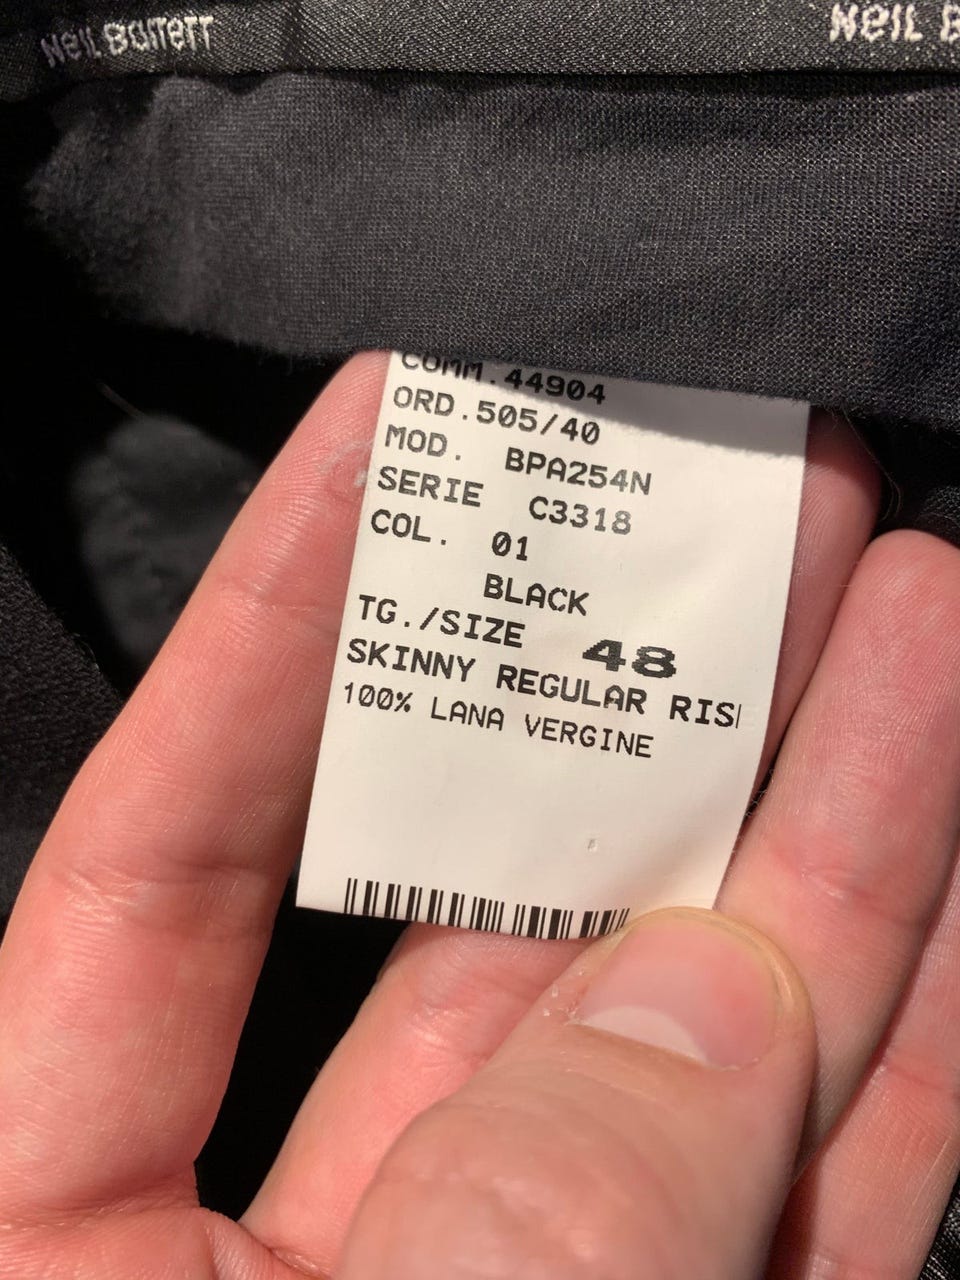 Neil Barrett Neil B
COMM.44904
ORD.505/40
MOD. BPA254N
SERIE C3318
COL. 01
BLACK
TG./SIZE 48
SKINNY REGULAR RIS
100% LANA VERGINE